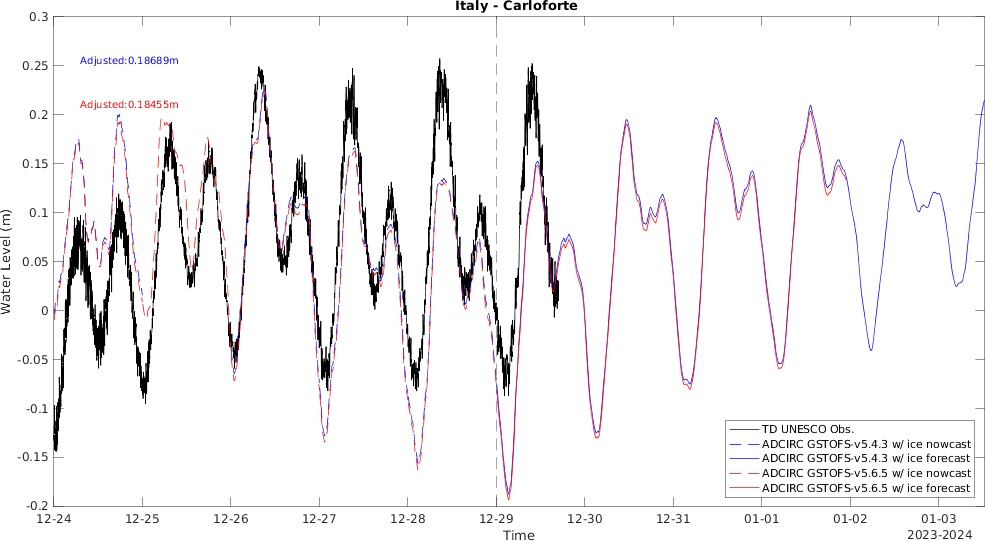 Italy - Carloforte
Adjusted:0.18689m
Adjusted:0.18455m
Water Level (m)
0.3
0.25
0.2
0.15
0.1
0.05
0
-0.05
-0.1
-0.15
-0.2
TD UNESCO Obs.
ADCIRC GSTOFS-v5.4.3 w/ ice nowcast
ADCIRC GSTOFS-v5.4.3 w/ ice forecast
ADCIRC GSTOFS-v5.6.5 w/ ice nowcast
ADCIRC GSTOFS-v5.6.5 w/ ice forecast
12-24 12-25 12-26 12-27 12-28 12-29 12-30 12-31 01-01 01-02 01-03
Time
2023-2024